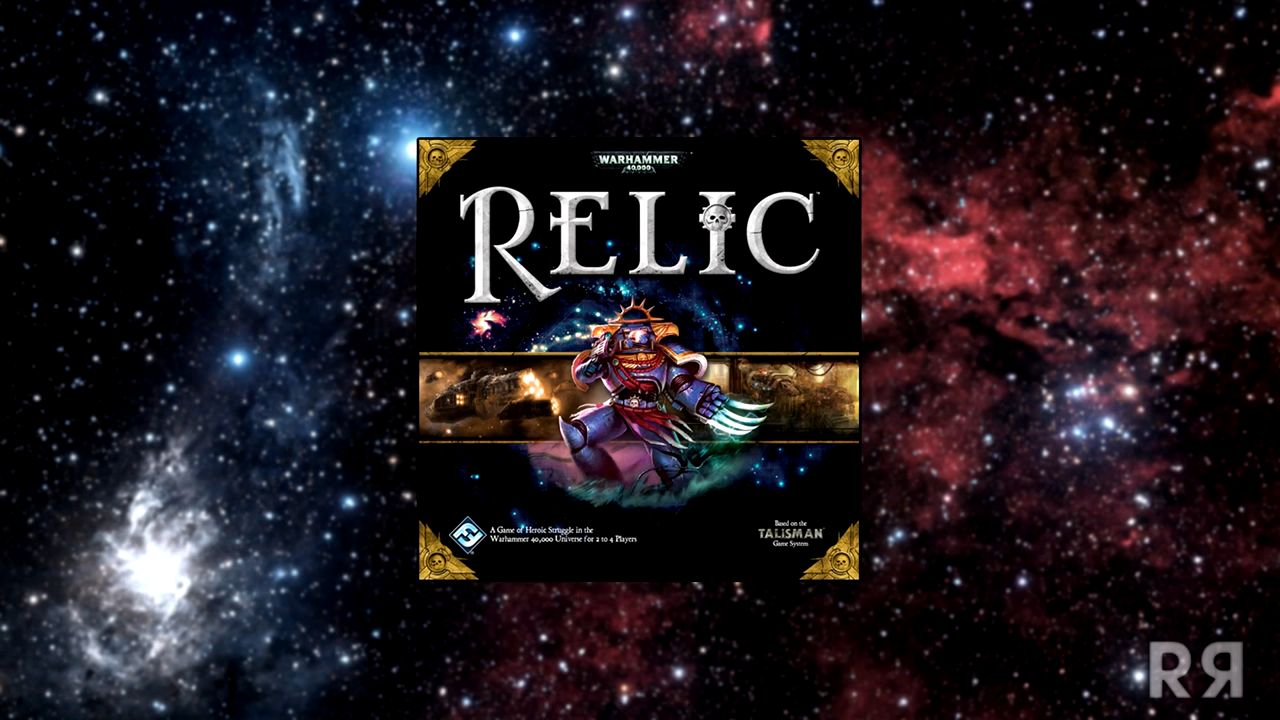 WARHAMMER
40,000
RELIC
A Game of Heroic Struggle in the
Warhammer 40,000 Universe for 2 to 4 Players
Based on the
TALISMAN
Game System
RЯ